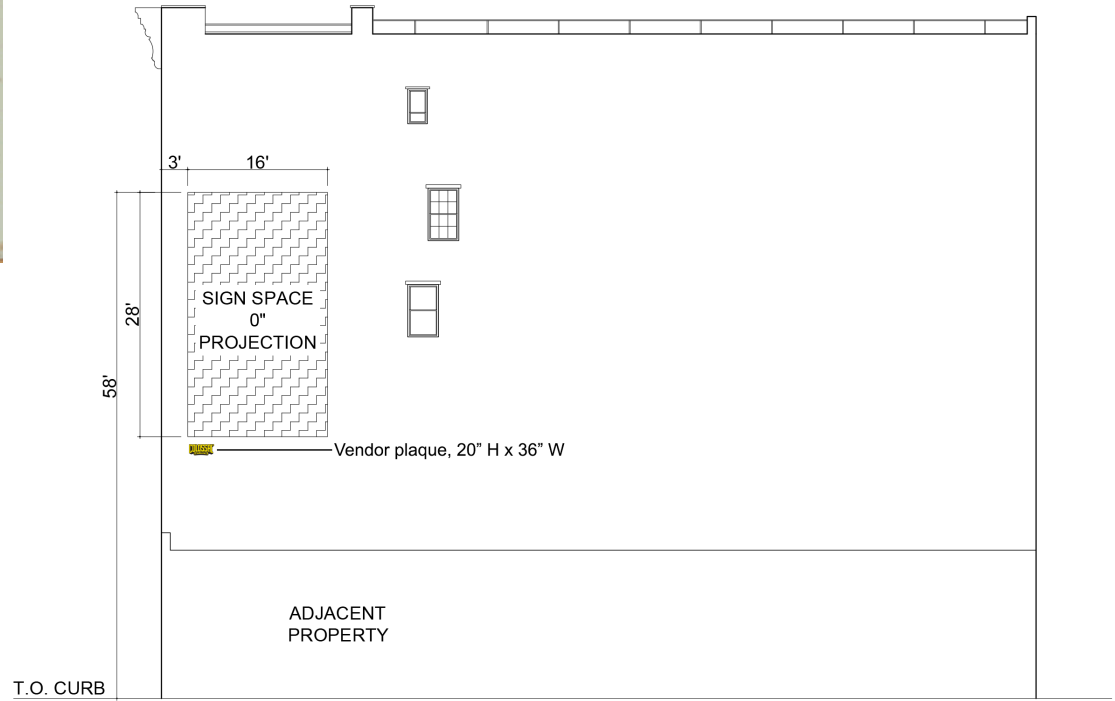 3'
16'
SIGN SPACE
0"
PROJECTION
28'
58'
Vendor plaque, 20” H x 36” W
ADJACENT
PROPERTY
T.O. CURB